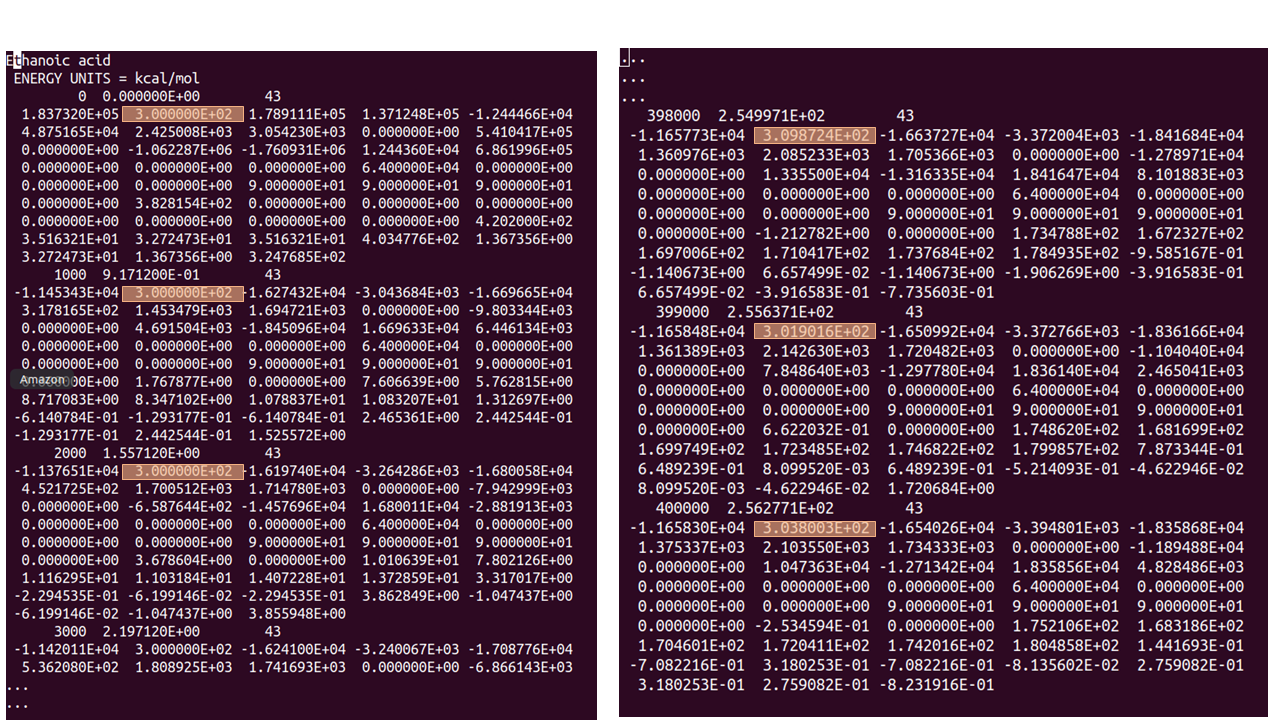 Ethanoic acid
ENERGY UNITS = kcal/mol
0 0.000000E+00 43
1.837320E+05 3.000000E+02 1.789111E+05 1.371248E+05 -1.244466E+04
4.875165E+04 2.425008E+03 3.054230E+03 0.000000E+00 5.410417E+05
0.000000E+00 -1.062287E+06 -1.760931E+06 1.244360E+04 6.861996E+05
0.000000E+00 0.000000E+00 0.000000E+00 6.400000E+04 0.000000E+00
0.000000E+00 0.000000E+00 9.000000E+01 9.000000E+01 9.000000E+01
0.000000E+00 3.828154E+02 0.000000E+00 0.000000E+00 0.000000E+00
0.000000E+00 0.000000E+00 0.000000E+00 0.000000E+00 4.202000E+02
3.516321E+01 3.272473E+01 3.516321E+01 4.034776E+02 1.367356E+00
3.272473E+01 1.367356E+00 3.247685E+02
1000 9.171200E-01 43
-1.145343E+04 3.000000E+02 -1.627432E+04 -3.043684E+03 -1.669665E+04
3.178165E+02 1.453479E+03 1.694721E+03 0.000000E+00 -9.803344E+03
0.000000E+00 4.691504E+03 -1.845096E+04 1.669633E+04 6.446134E+03
0.000000E+00 0.000000E+00 0.000000E+00 6.400000E+04 0.000000E+00
0.000000E+00 0.000000E+00 9.000000E+01 9.000000E+01 9.000000E+01
Amazon 0E+00 1.767877E+00 0.000000E+00 7.606639E+00 5.762815E+00
8.717083E+00 8.347102E+00 1.078837E+01 1.083207E+01 1.312697E+00
-6.140784E-01 -1.293177E-01 -6.140784E-01 2.465361E+00 2.442544E-01
-1.293177E-01 2.442544E-01 1.525572E+00
2000 1.557120E+00 43
-1.137651E+04 3.000000E+02 -1.619740E+04 -3.264286E+03 -1.680058E+04
4.521725E+02 1.700512E+03 1.714780E+03 0.000000E+00 -7.942999E+03
0.000000E+00 -6.587644E+02 -1.457696E+04 1.680011E+04 -2.881913E+03
0.000000E+00 0.000000E+00 0.000000E+00 6.400000E+04 0.000000E+00
0.000000E+00 0.000000E+00 9.000000E+01 9.000000E+01 9.000000E+01
0.000000E+00 3.678604E+00 0.000000E+00 1.010639E+01 7.802126E+00
1.116295E+01 1.103184E+01 1.407228E+01 1.372859E+01 3.317017E+00
-2.294535E-01 -6.199146E-02 -2.294535E-01 3.862849E+00 -1.047437E+00
-6.199146E-02 -1.047437E+00 3.855948E+00
3000 2.197120E+00 43
-1.142011E+04 3.000000E+02 -1.624100E+04 -3.240067E+03 -1.708776E+04
5.362080E+02 1.808925E+03 1.741693E+03 0.000000E+00 -6.866143E+03
...
...
...
...
...
398000 2.549971E+02 43
-1.165773E+04 3.098724E+02 -1.663727E+04 -3.372004E+03 -1.841684E+04
1.360976E+03 2.085233E+03 1.705366E+03 0.000000E+00 -1.278971E+04
0.000000E+00 1.335500E+04 -1.316335E+04 1.841647E+04 8.101883E+03
0.000000E+00 0.000000E+00 0.000000E+00 6.400000E+04 0.000000E+00
0.000000E+00 0.000000E+00 9.000000E+01 9.000000E+01 9.000000E+01
0.000000E+00 -1.212782E+00 0.000000E+00 1.734788E+02 1.672327E+02
1.697006E+02 1.710417E+02 1.737684E+02 1.784935E+02 -9.585167E-01
-1.140673E+00 6.657499E-02 -1.140673E+00 -1.906269E+00 -3.916583E-01
6.657499E-02 -3.916583E-01 -7.735603E-01
399000 2.556371E+02 43
-1.165848E+04 3.019016E+02 -1.650992E+04 -3.372766E+03 -1.836166E+04
1.361389E+03 2.142630E+03 1.720482E+03 0.000000E+00 -1.104040E+04
0.000000E+00 7.848640E+03 -1.297780E+04 1.836140E+04 2.465041E+03
0.000000E+00 0.000000E+00 0.000000E+00 6.400000E+04 0.000000E+00
0.000000E+00 0.000000E+00 9.000000E+01 9.000000E+01 9.000000E+01
0.000000E+00 6.622032E-01 0.000000E+00 1.748620E+02 1.681699E+02
1.699749E+02 1.723485E+02 1.746822E+02 1.799857E+02 7.873344E-01
6.489239E-01 8.099520E-03 6.489239E-01 -5.214093E-01 -4.622946E-02
8.099520E-03 -4.622946E-02 1.720684E+00
400000 2.562771E+02 43
-1.165830E+04 3.038003E+02 -1.654026E+04 -3.394801E+03 -1.835868E+04
1.375337E+03 2.103550E+03 1.734333E+03 0.000000E+00 -1.189488E+04
0.000000E+00 1.047363E+04 -1.271342E+04 1.835856E+04 4.828486E+03
0.000000E+00 0.000000E+00 0.000000E+00 6.400000E+04 0.000000E+00
0.000000E+00 0.000000E+00 9.000000E+01 9.000000E+01 9.000000E+01
0.000000E+00 -2.534594E-01 0.000000E+00 1.752106E+02 1.683186E+02
1.704601E+02 1.720411E+02 1.742016E+02 1.804858E+02 1.441693E-01
-7.082216E-01 3.180253E-01 -7.082216E-01 -8.135602E-02 2.759082E-01
3.180253E-01 2.759082E-01 -8.231916E-01